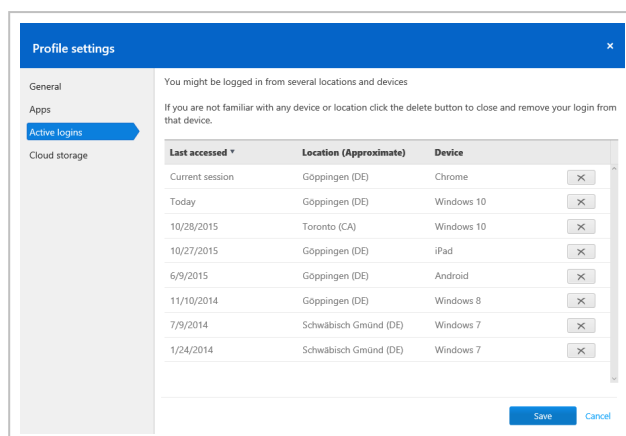 Profile settings ×
General
Apps
Active logins
Cloud storage
You might be logged in from several locations and devices
If you are not familiar with any device or location click the delete button to close and remove your login from
that device.
Last accessed ▼ Location (Approximate) Device
Current session Göppingen (DE) Chrome
Today Göppingen (DE) Windows 10
10/28/2015 Toronto (CA) Windows 10
10/27/2015 Göppingen (DE) iPad
6/9/2015 Göppingen (DE) Android
11/10/2014 Göppingen (DE) Windows 8
7/9/2014 Schwäbisch Gmünd (DE) Windows 7
1/24/2014 Schwäbisch Gmünd (DE) Windows 7
Save Cancel